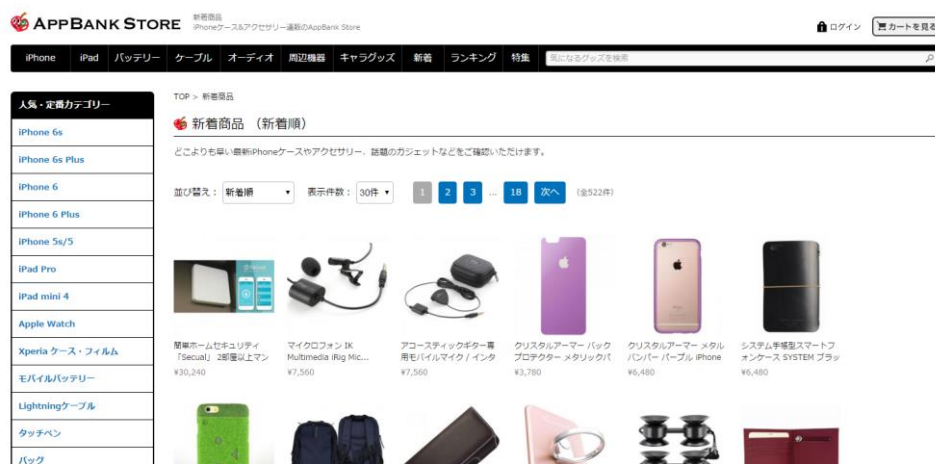 AppBank Store
新着商品
iPhoneケース&アクセサリー通販のAppBank Store
ログイン
カートを見る
iPhone iPad バッテリー ケーブル オーディオ 周辺機器 キャラグッズ 新着 ランキング 特集 気になるグッズを検索
人気・定番カテゴリー
iPhone 6s
iPhone 6s Plus
iPhone 6
iPhone 6 Plus
iPhone 5s/5
iPad Pro
iPad mini 4
Apple Watch
Xperia ケース・フィルム
モバイルバッテリー
Lightningケーブル
タッチペン
バッグ
TOP > 新着商品
新着商品 (新着順)
どこよりも早い最新iPhoneケースやアクセサリー、話題のガジェットなどをご確認いただけます。
並び替え: 新着順 表示件数: 30件 1 2 3 ... 18 次へ (全522件)
簡単ホームセキュリティ
「Secual」 2部屋以上マン
¥30,240
マイクロフォン IK
Multimedia iRig Mic...
¥7,560
アコースティックギター専
用モバイルマイク / インタ
¥7,560
クリスタルアーマー バック
プロテクター メタリックパ
¥3,780
クリスタルアーマー メタル
バンパー パープル iPhone
¥6,480
システム手帳型スマートフ
ォンケース SYSTEM ブラッ
¥6,480